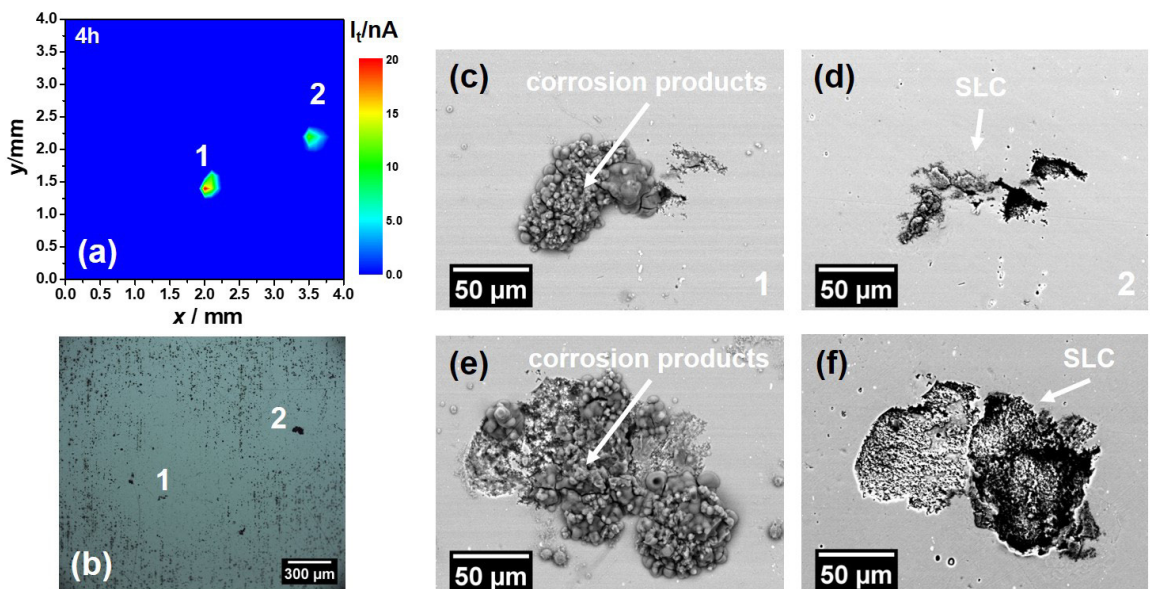 4h
I_t/nA
4.0
3.5
3.0
2.5
2.0
1.5
1.0
0.5
0.0
y/mm
0.0 0.5 1.0 1.5 2.0 2.5 3.0 3.5 4.0
x / mm
20
15
10
5.0
0.0
1
2
(a)
(b)
1
2
300 µm
(c)
corrosion products
50 µm
1
(d)
SLC
50 µm
2
(e)
corrosion products
50 µm
(f)
SLC
50 µm